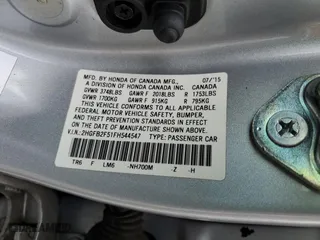 MFD. BY HONDA OF CANADA MFG., 07/'15
A DIVISION OF HONDA CANADA INC. CANADA
GVWR 3748LBS GAWR F 2018LBS R 1753LBS
GVWR 1700KG GAWR F 915KG R 795KG
THIS VEHICLE CONFORMS TO ALL APPLICABLE
FEDERAL MOTOR VEHICLE SAFETY, BUMPER,
AND THEFT PREVENTION STANDARDS IN EFFECT
ON THE DATE OF MANUFACTURE SHOWN ABOVE.
V.I.N.:2HGFB2F51FH544547 TYPE: PASSENGER CAR
TR6 F LM6 -NH700M -Z -H